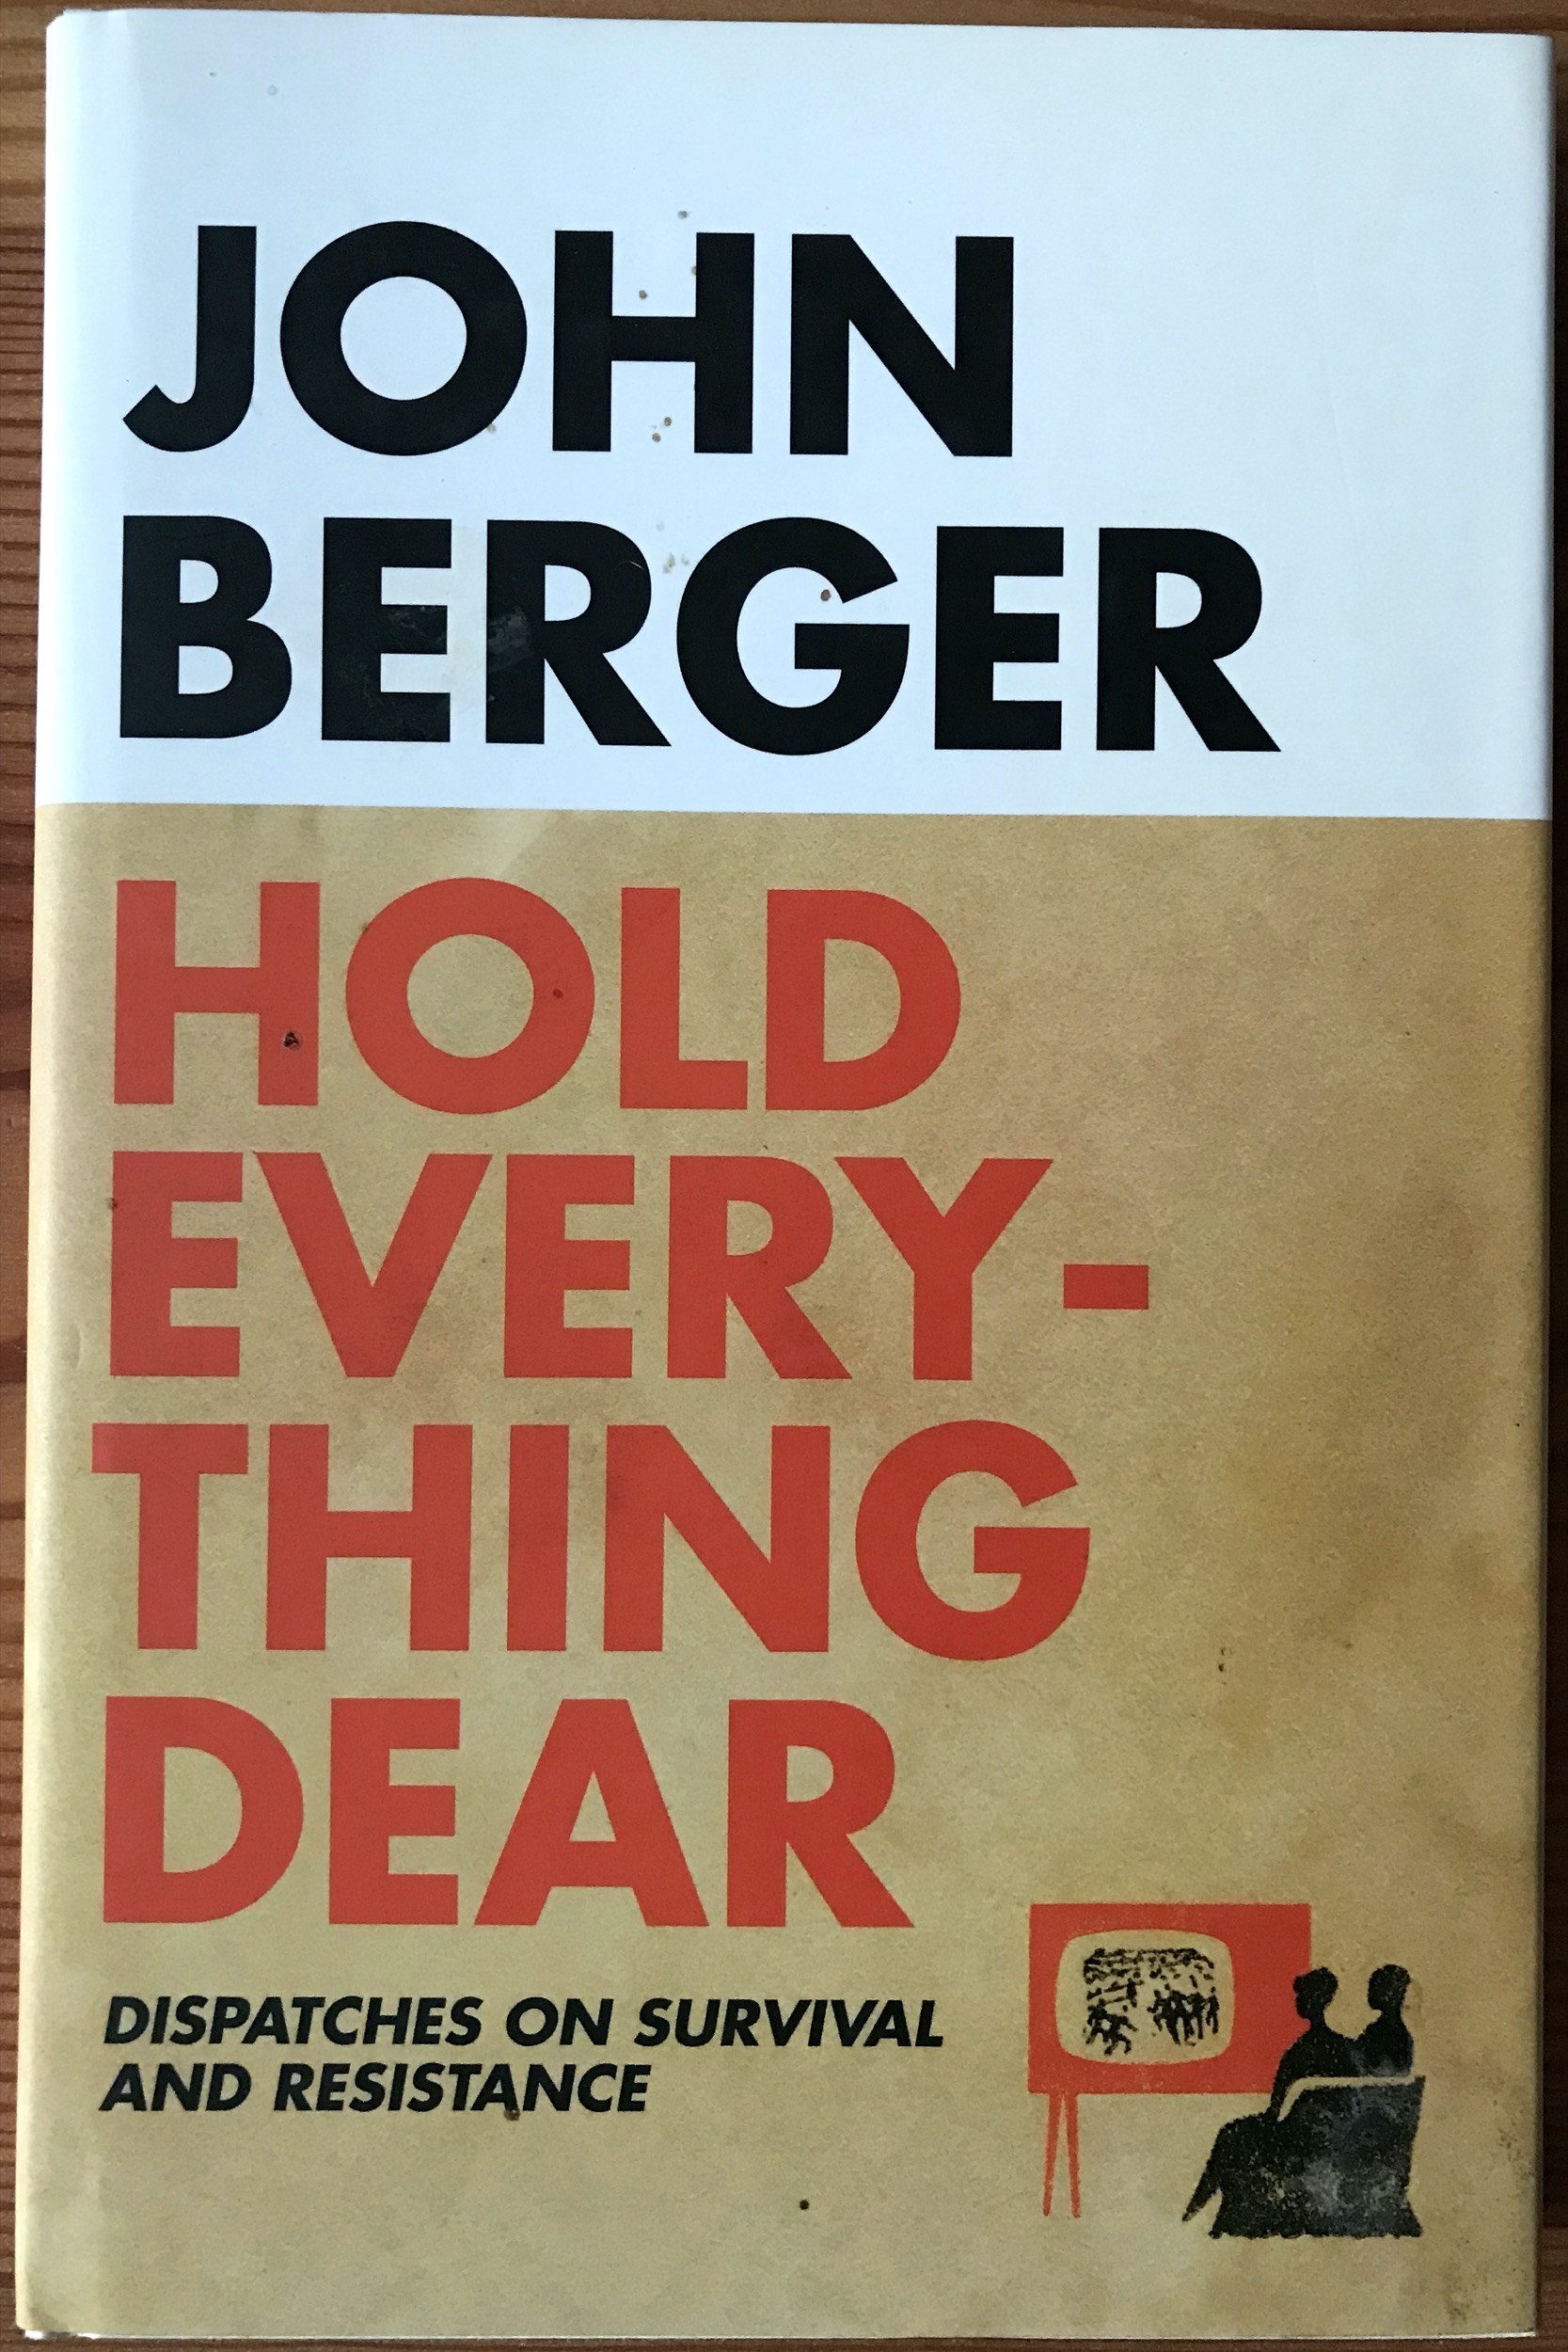 JOHN
BERGER
HOLD
EVERY-
THING
DEAR
DISPATCHES ON SURVIVAL
AND RESISTANCE